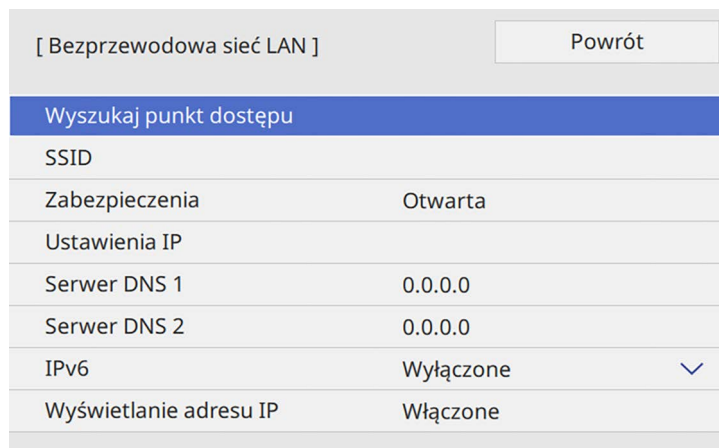 [ Bezprzewodowa sieć LAN ]
Powrót
Wyszukaj punkt dostępu
SSID
Zabezpieczenia Otwarta
Ustawienia IP
Serwer DNS 1 0.0.0.0
Serwer DNS 2 0.0.0.0
IPv6 Wyłączone
Wyświetlanie adresu IP Włączone